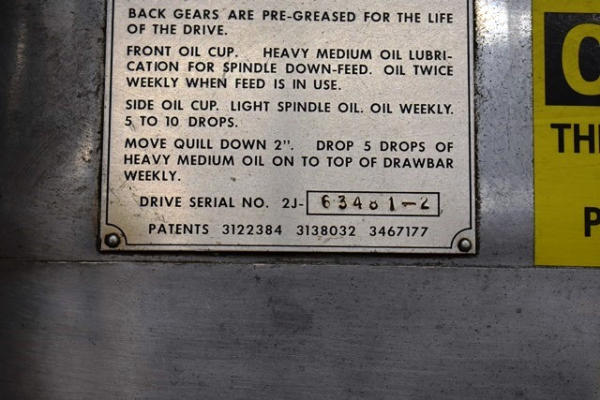 BACK GEARS ARE PRE-GREASED FOR THE LIFE
OF THE DRIVE.
FRONT OIL CUP. HEAVY MEDIUM OIL LUBRI-
CATION FOR SPINDLE DOWN-FEED. OIL TWICE
WEEKLY WHEN FEED IS IN USE.
SIDE OIL CUP. LIGHT SPINDLE OIL. OIL WEEKLY.
5 TO 10 DROPS.
MOVE QUILL DOWN 2". DROP 5 DROPS OF
HEAVY MEDIUM OIL ON TO TOP OF DRAWBAR
WEEKLY.
DRIVE SERIAL NO. 2J-
PATENTS 3122384 3138032 3467177